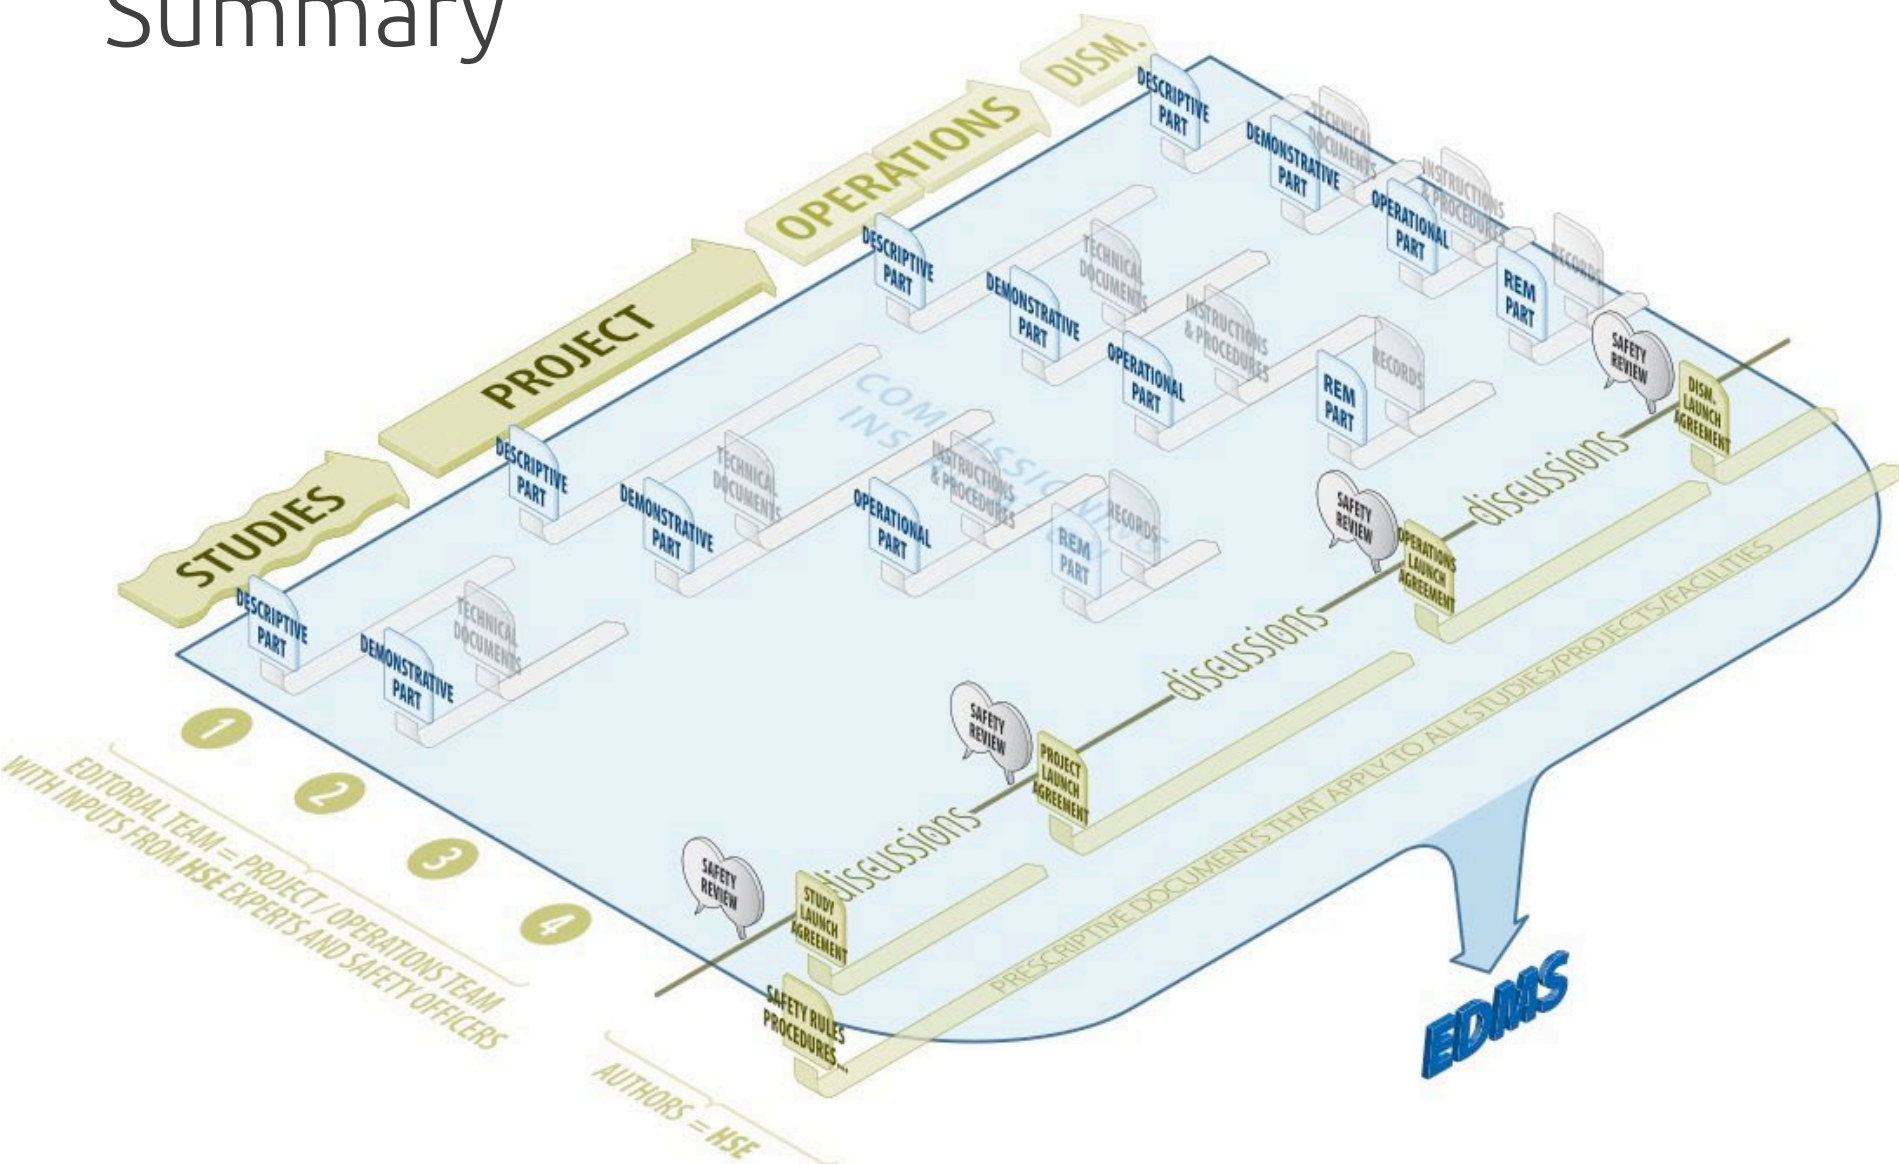 Summary
DISM.
OPERATIONS
PROJECT
STUDIES
DESCRIPTIVE
PART
DEMONSTRATIVE
PART
TECHNICAL
DOCUMENTS
OPERATIONAL
PART
INSTRUCTIONS
& PROCEDURES
REM
PART
RECORDS
SAFETY
REVIEW
DISM.
LAUNCH
AGREEMENT
DESCRIPTIVE
PART
DEMONSTRATIVE
PART
TECHNICAL
DOCUMENTS
OPERATIONAL
PART
INSTRUCTIONS
& PROCEDURES
REM
PART
RECORDS
discussions
SAFETY
REVIEW
OPERATIONS
LAUNCH
AGREEMENT
DESCRIPTIVE
PART
DEMONSTRATIVE
PART
TECHNICAL
DOCUMENTS
OPERATIONAL
PART
INSTRUCTIONS
& PROCEDURES
REM
PART
RECORDS
discussions
SAFETY
REVIEW
PROJECT
LAUNCH
AGREEMENT
DESCRIPTIVE
PART
DEMONSTRATIVE
PART
TECHNICAL
DOCUMENTS
discussions
SAFETY
REVIEW
STUDY
LAUNCH
AGREEMENT
SAFETY RULES
PROCEDURES...
PRESCRIPTIVE DOCUMENTS THAT APPLY TO ALL STUDIES/PROJECTS/FACILITIES
1
2
3
4
EDITORIAL TEAM = PROJECT / OPERATIONS TEAM
WITH INPUTS FROM HSE EXPERTS AND SAFETY OFFICERS
AUTHORS = HSE
EDMS